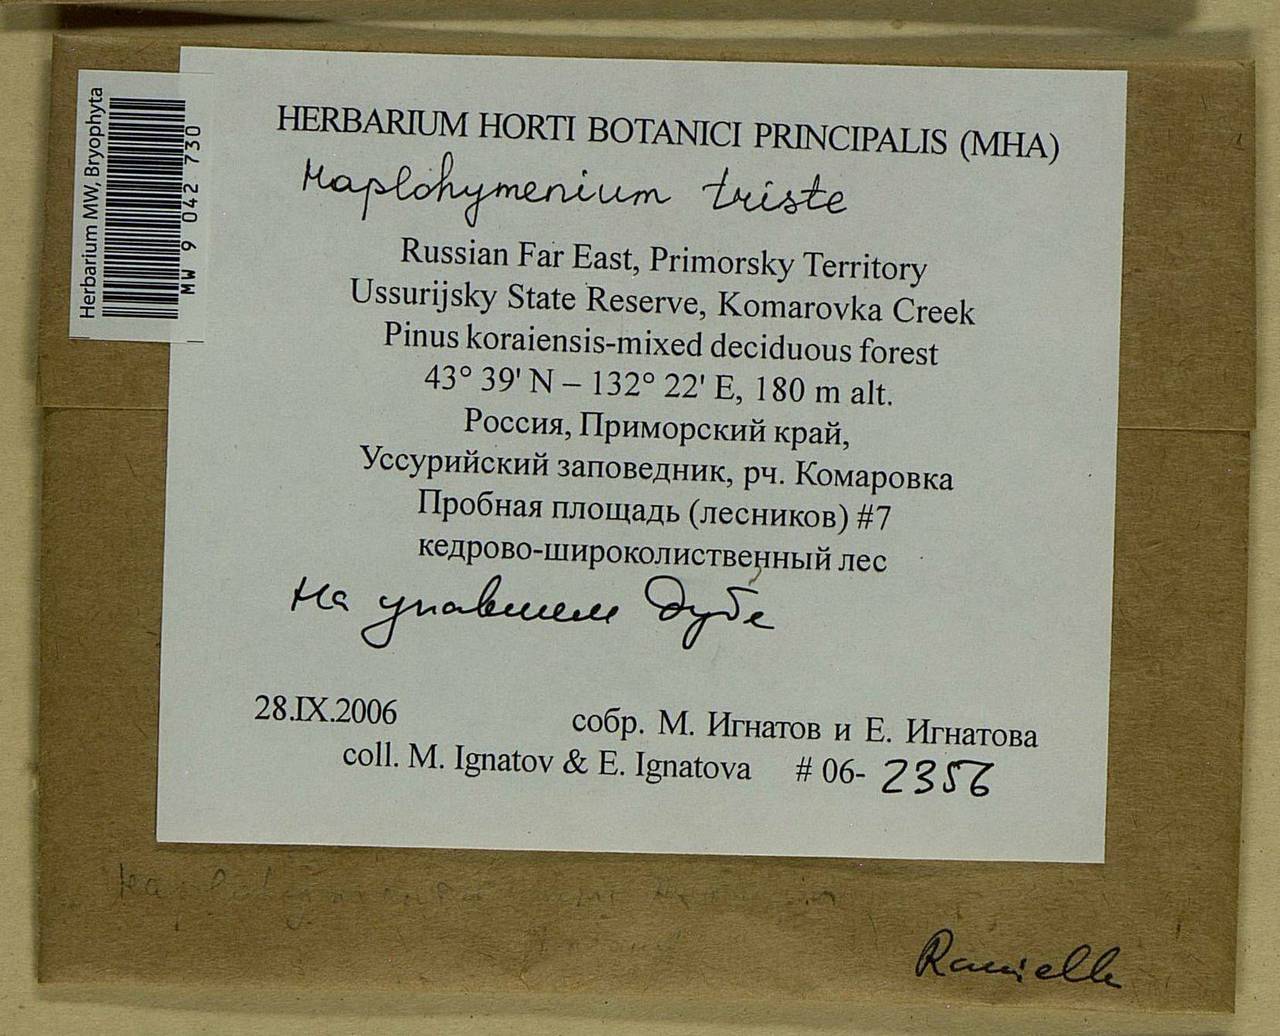 Herbarium MW, Bryophyta
MW 9 042 730
HERBARIUM HORTI BOTANICI PRINCIPALIS (MHA)
Haplohymenium triste
Russian Far East, Primorsky Territory
Ussurijsky State Reserve, Komarovka Creek
Pinus koraiensis-mixed deciduous forest
43° 39' N – 132° 22' E, 180 m alt.
Россия, Приморский край,
Уссурийский заповедник, рч. Комаровка
Пробная площадь (лесников) #7
кедрово-широколиственный лес
На упавшем дубе
28.IX.2006 собр. М. Игнатов и Е. Игнатова
coll. M. Ignatov & E. Ignatova # 06- 2356